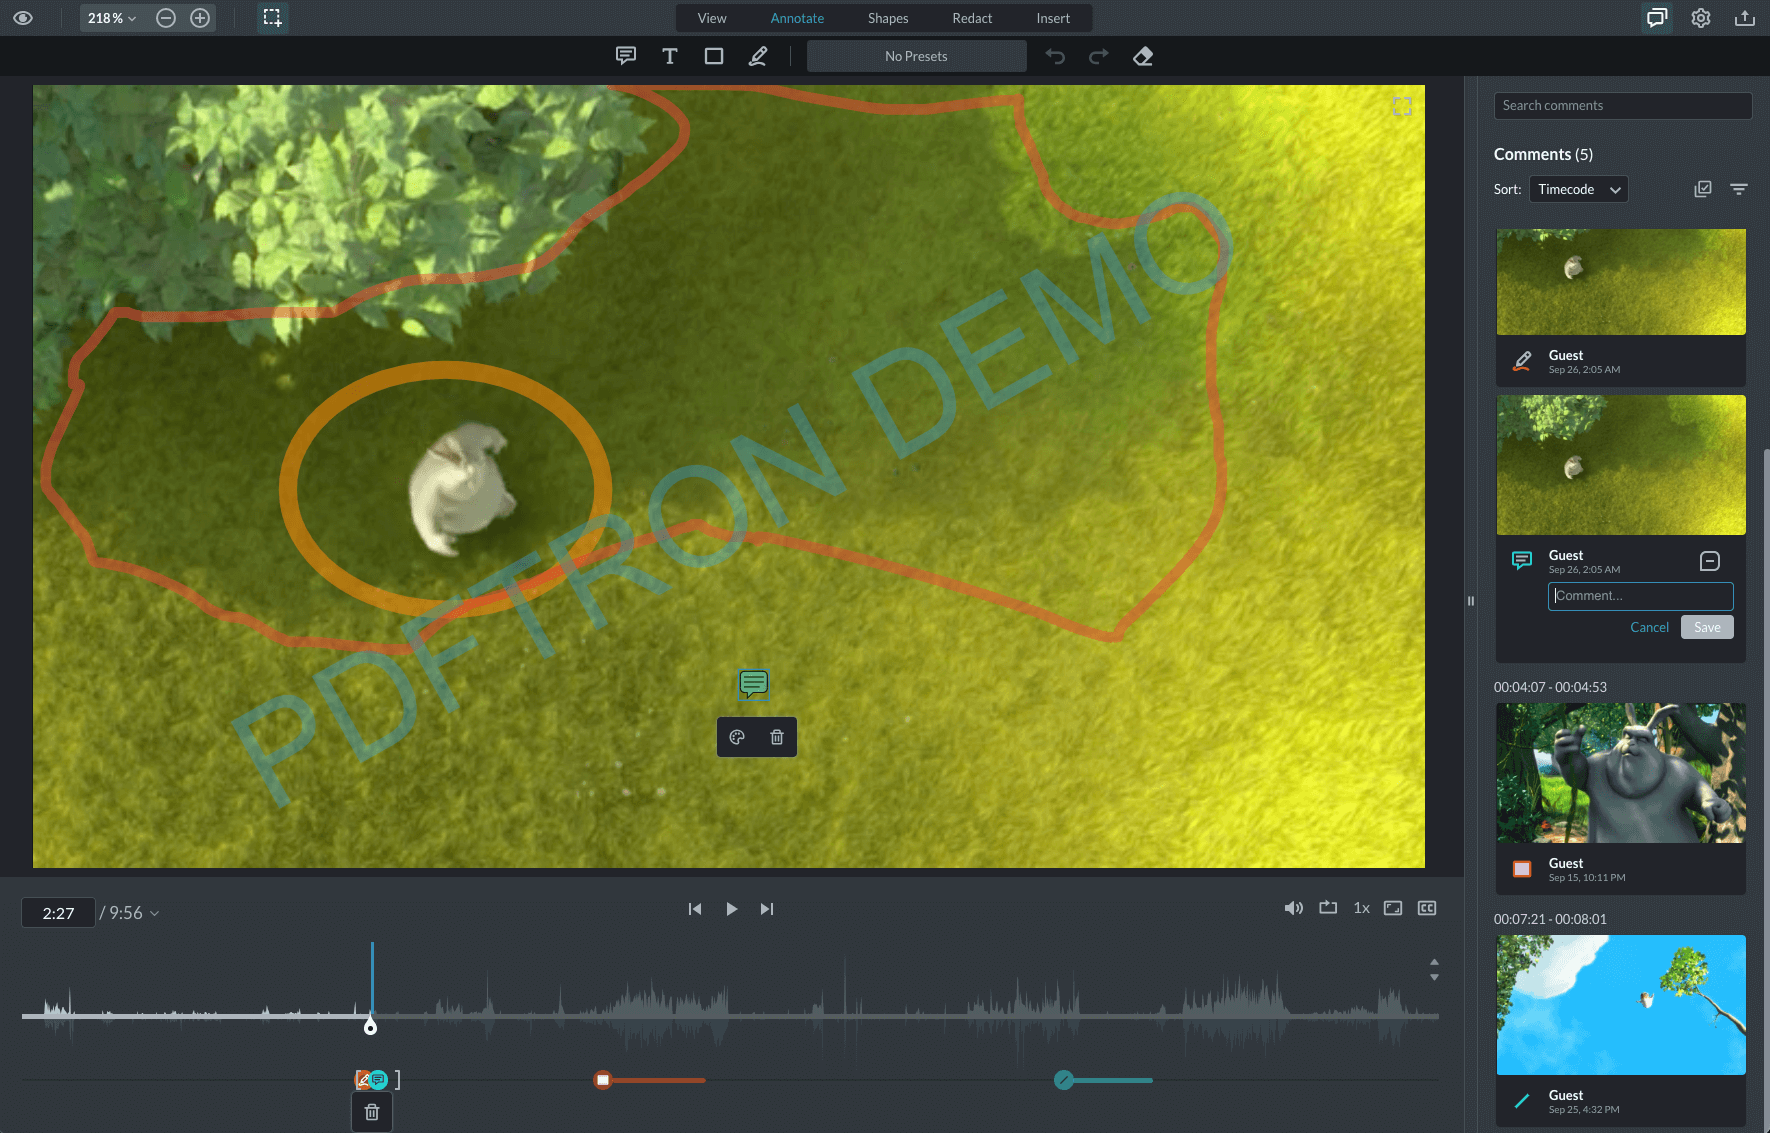 218%
View
Annotate
Shapes
Redact
Insert
T
No Presets
Search comments
Comments (5)
Sort:
Timecode
Guest
Sep 26, 2:05 AM
Guest
Sep 26, 2:05 AM
Comment...
Cancel
Save
00:04:07 - 00:04:53
Guest
Sep 15, 10:11 PM
00:07:21 - 00:08:01
Guest
Sep 25, 4:32 PM
PDFTRON DEMO
2:27 / 9:56
1x
CC